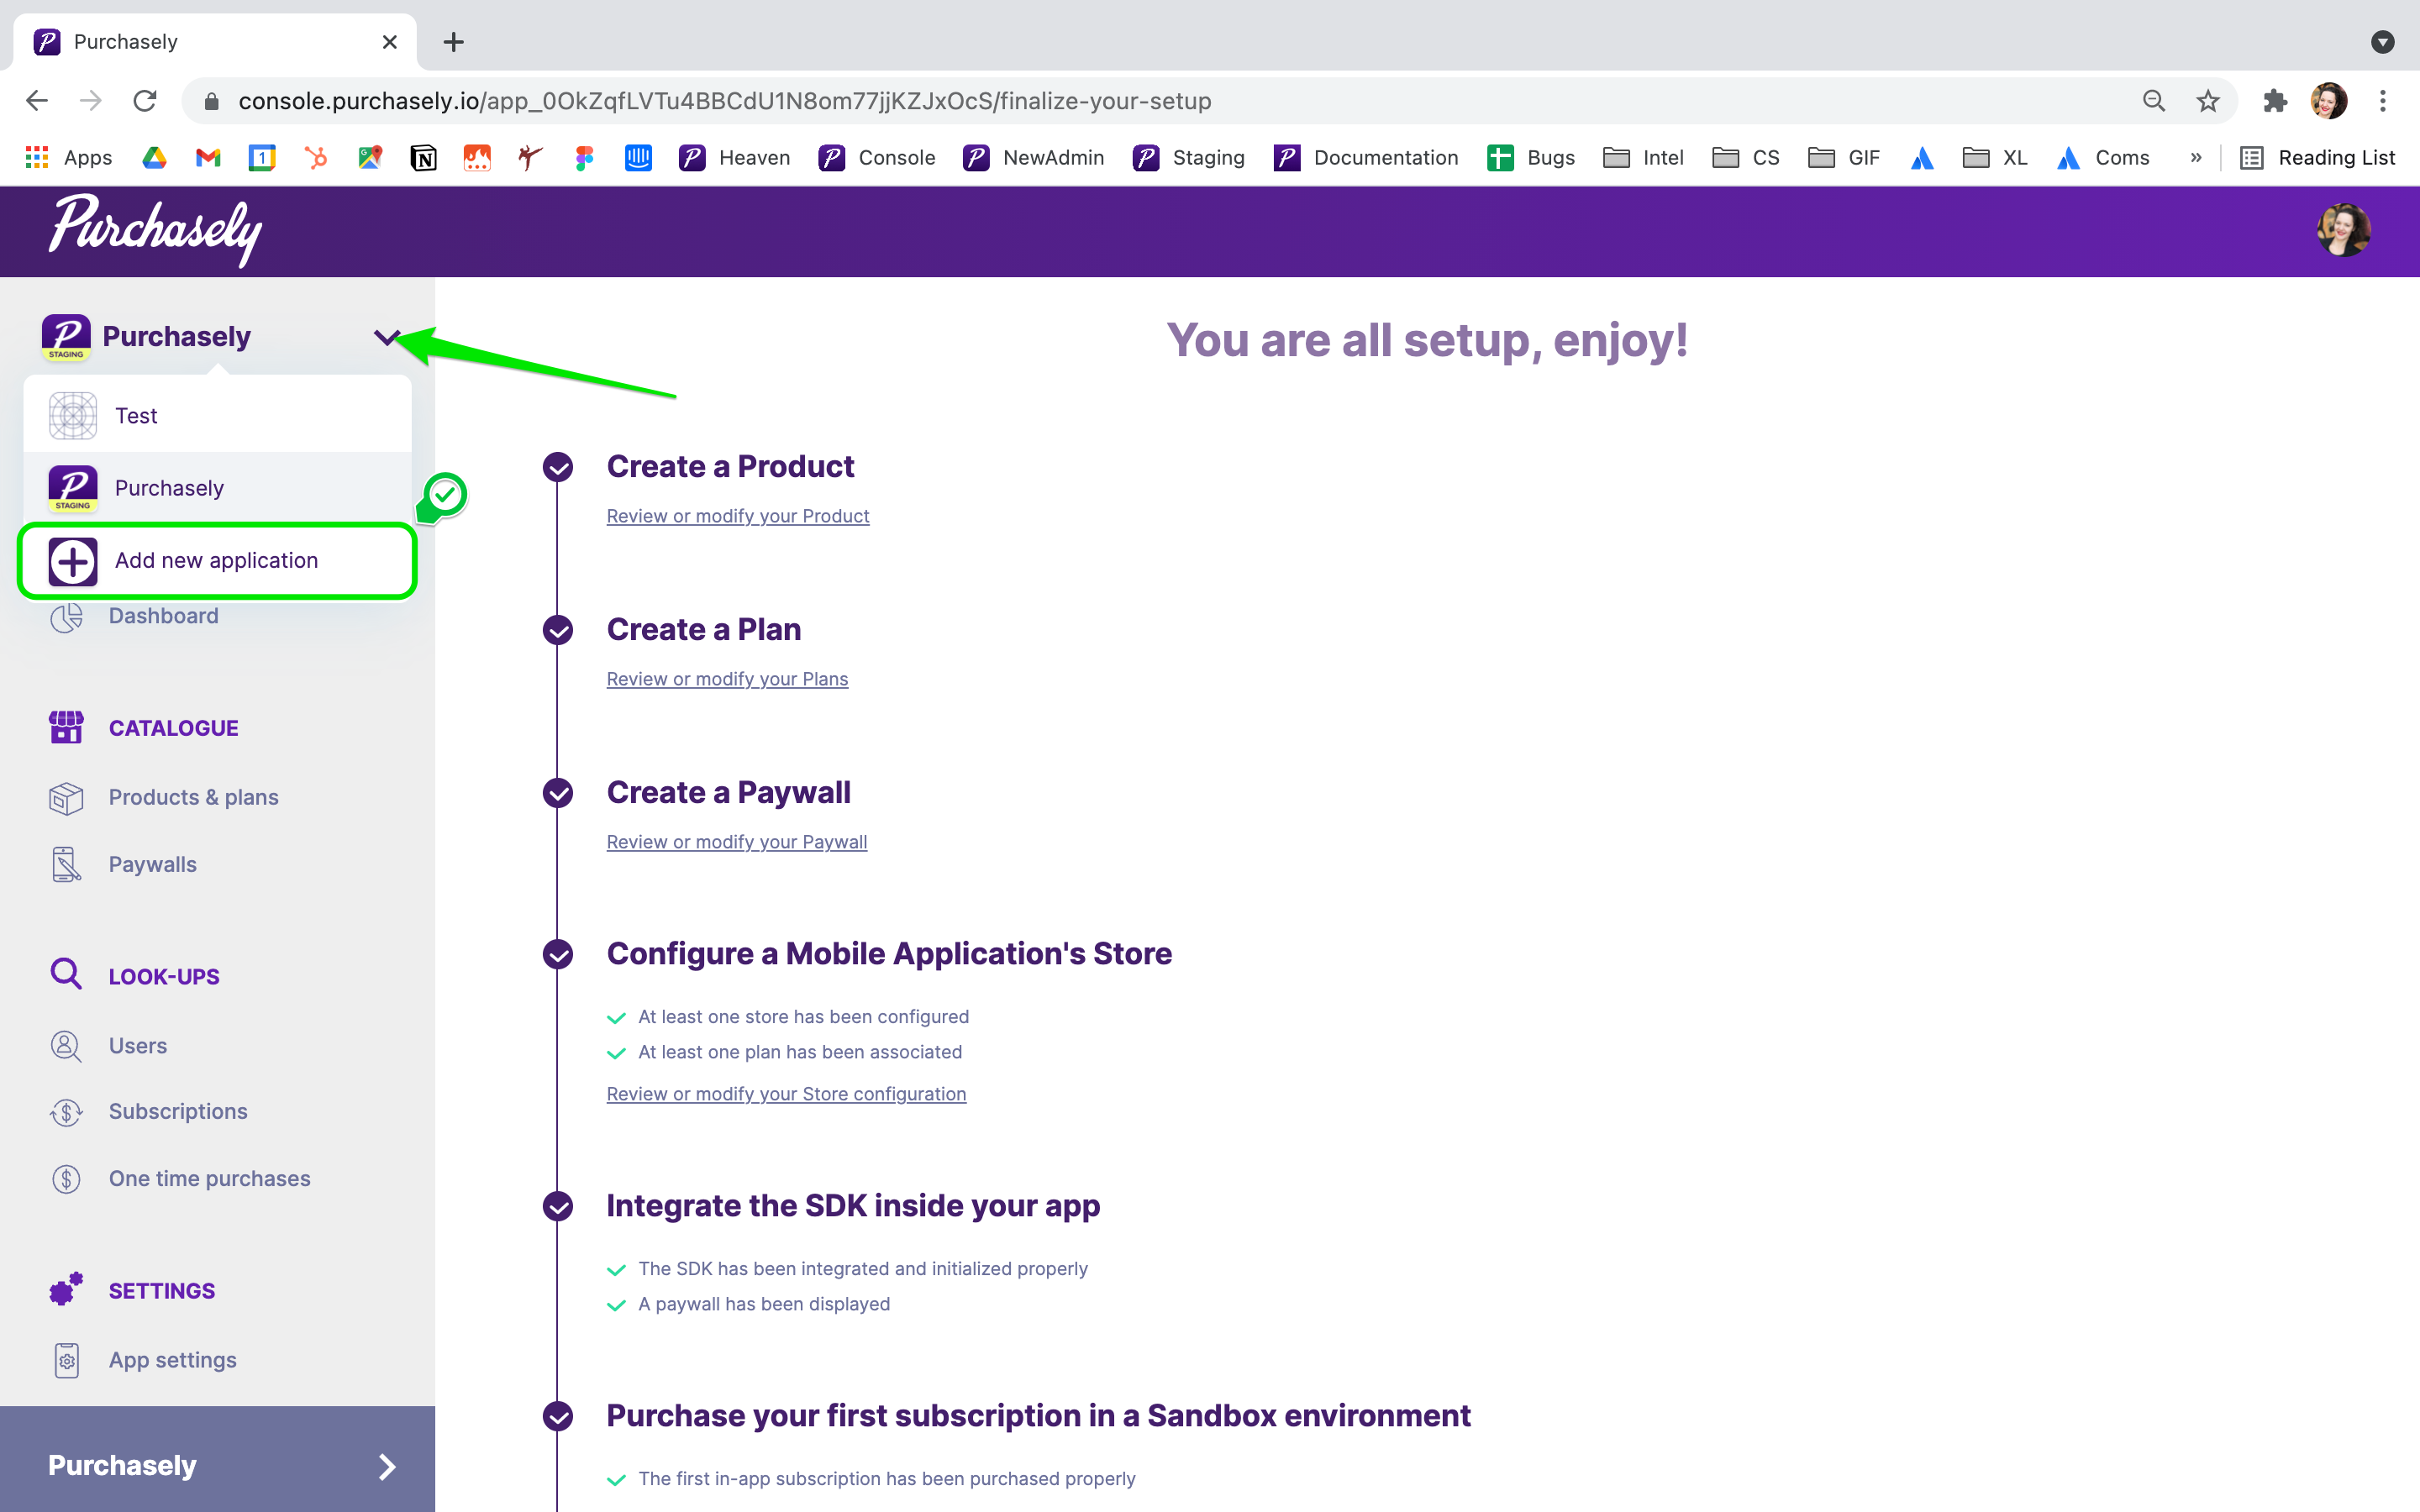 Purchasely
console.purchasely.io/app_0OkZqfLVTu4BBCdU1N8om77jjKZJxOcS/finalize-your-setup
Apps 1 N Heaven Console NewAdmin Staging Documentation Bugs Intel CS GIF XL Coms » Reading List
Purchasely
P STAGING Purchasely
Test
P STAGING Purchasely
Add new application
Dashboard
CATALOGUE
Products & plans
Paywalls
LOOK-UPS
Users
Subscriptions
One time purchases
SETTINGS
App settings
Purchasely
You are all setup, enjoy!
Create a Product
Review or modify your Product
Create a Plan
Review or modify your Plans
Create a Paywall
Review or modify your Paywall
Configure a Mobile Application's Store
At least one store has been configured
At least one plan has been associated
Review or modify your Store configuration
Integrate the SDK inside your app
The SDK has been integrated and initialized properly
A paywall has been displayed
Purchase your first subscription in a Sandbox environment
The first in-app subscription has been purchased properly